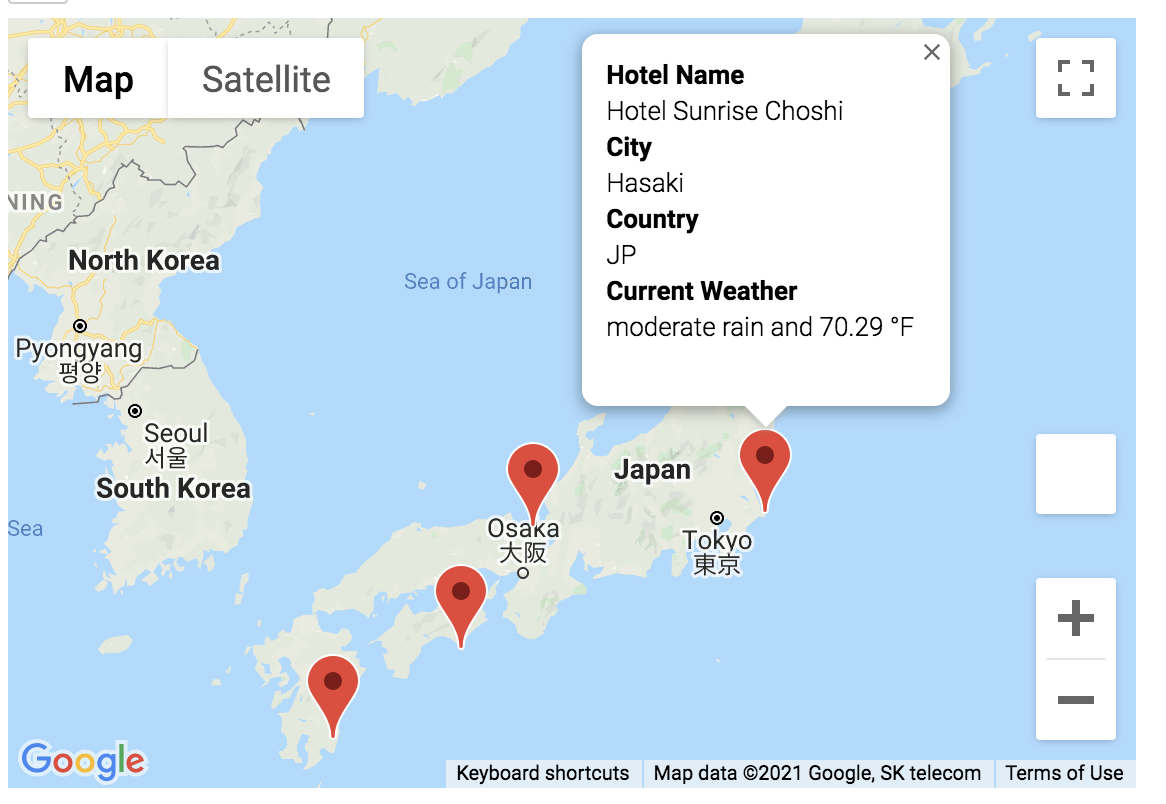 Map
Satellite
Hotel Name
Hotel Sunrise Choshi
City
Hasaki
Country
JP
Current Weather
moderate rain and 70.29 °F
NING
North Korea
Sea of Japan
Pyongyang
평양
Seoul
서울
South Korea
Sea
Japan
Osaka
大阪
Tokyo
東京
Google
Keyboard shortcuts
Map data ©2021 Google, SK telecom
Terms of Use